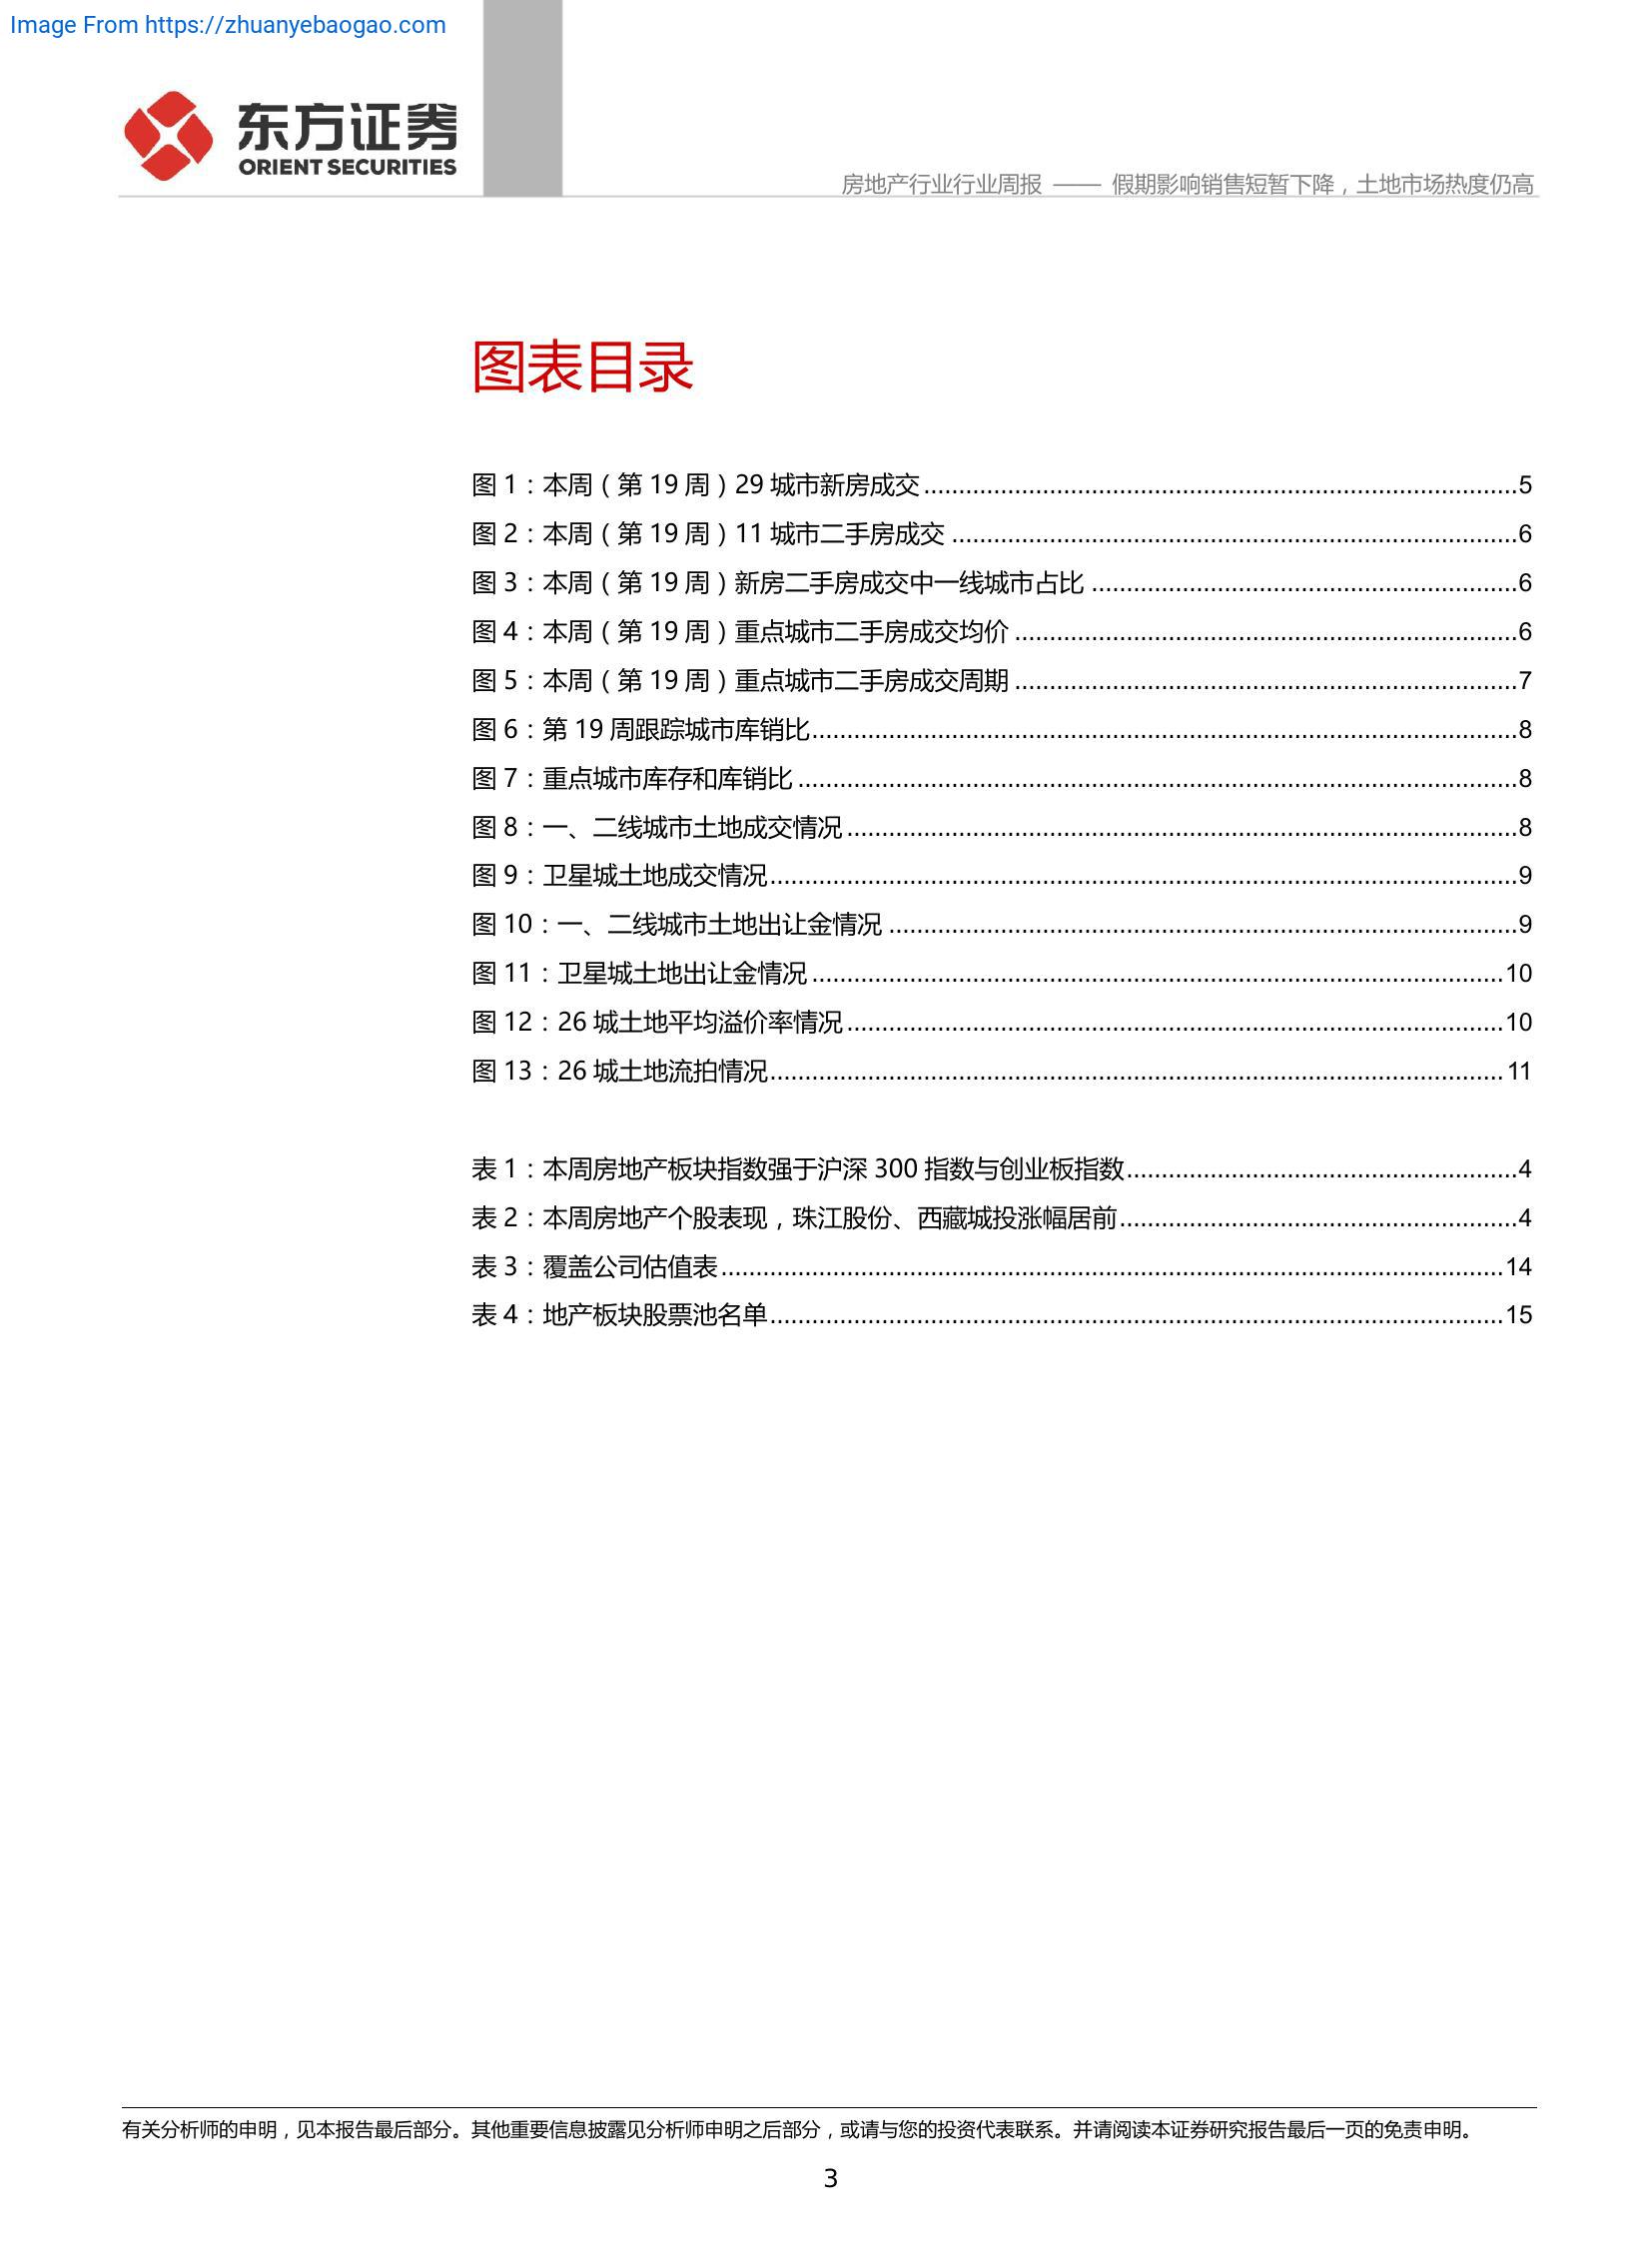 Image From https://zhuanyebaogao.com
东方证券
ORIENT SECURITIES
房地产行业行业周报 —— 假期影响销售短暂下降，土地市场热度仍高
图表目录
图 1：本周（第 19 周）29 城市新房成交....................5
图 2：本周（第 19 周）11 城市二手房成交....................6
图 3：本周（第 19 周）新房二手房成交中一线城市占比....................6
图 4：本周（第 19 周）重点城市二手房成交均价....................6
图 5：本周（第 19 周）重点城市二手房成交周期....................7
图 6：第 19 周跟踪城市库销比....................8
图 7：重点城市库存和库销比....................8
图 8：一、二线城市土地成交情况....................8
图 9：卫星城土地成交情况....................9
图 10：一、二线城市土地出让金情况....................9
图 11：卫星城土地出让金情况....................10
图 12：26 城土地平均溢价率情况....................10
图 13：26 城土地流拍情况....................11
表 1：本周房地产板块指数强于沪深 300 指数与创业板指数....................4
表 2：本周房地产个股表现，珠江股份、西藏城投涨幅居前....................4
表 3：覆盖公司估值表....................14
表 4：地产板块股票池名单....................15
有关分析师的申明，见本报告最后部分。其他重要信息披露见分析师申明之后部分，或请与您的投资代表联系。并请阅读本证券研究报告最后一页的免责申明。
3